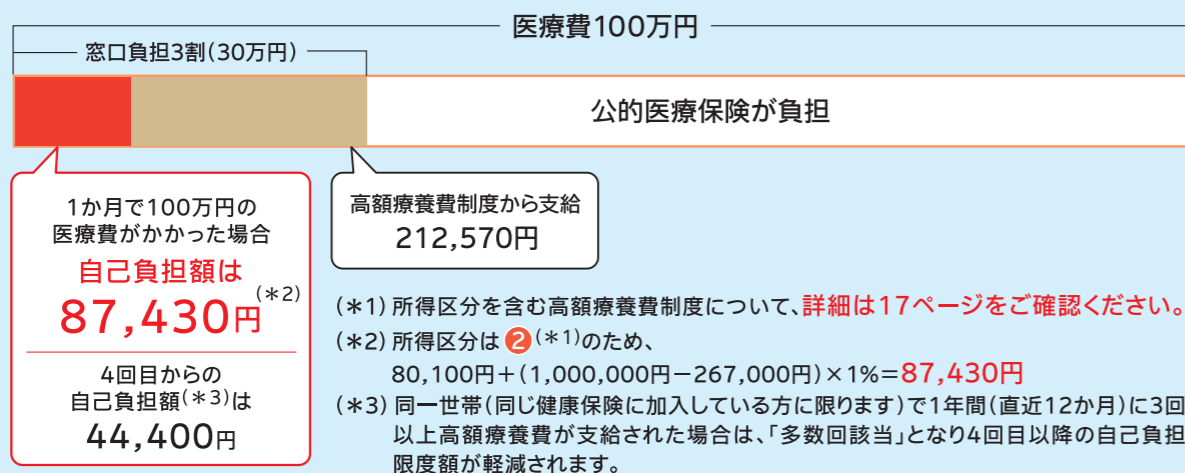 医療費100万円
窓口負担3割(30万円)
公的医療保険が負担
1か月で100万円の
医療費がかかった場合
自己負担額は
87,430円(*2)
4回目からの
自己負担額(*3)は
44,400円
高額療養費制度から支給
212,570円
(*1)所得区分を含む高額療養費制度について、詳細は17ページをご確認ください。
(*2)所得区分は❷(*1)のため、
80,100円+(1,000,000円-267,000円)×1%=87,430円
(*3)同一世帯(同じ健康保険に加入している方に限ります)で1年間(直近12か月)に3回
以上高額療養費が支給された場合は、「多数回該当」となり4回目以降の自己負担
限度額が軽減されます。